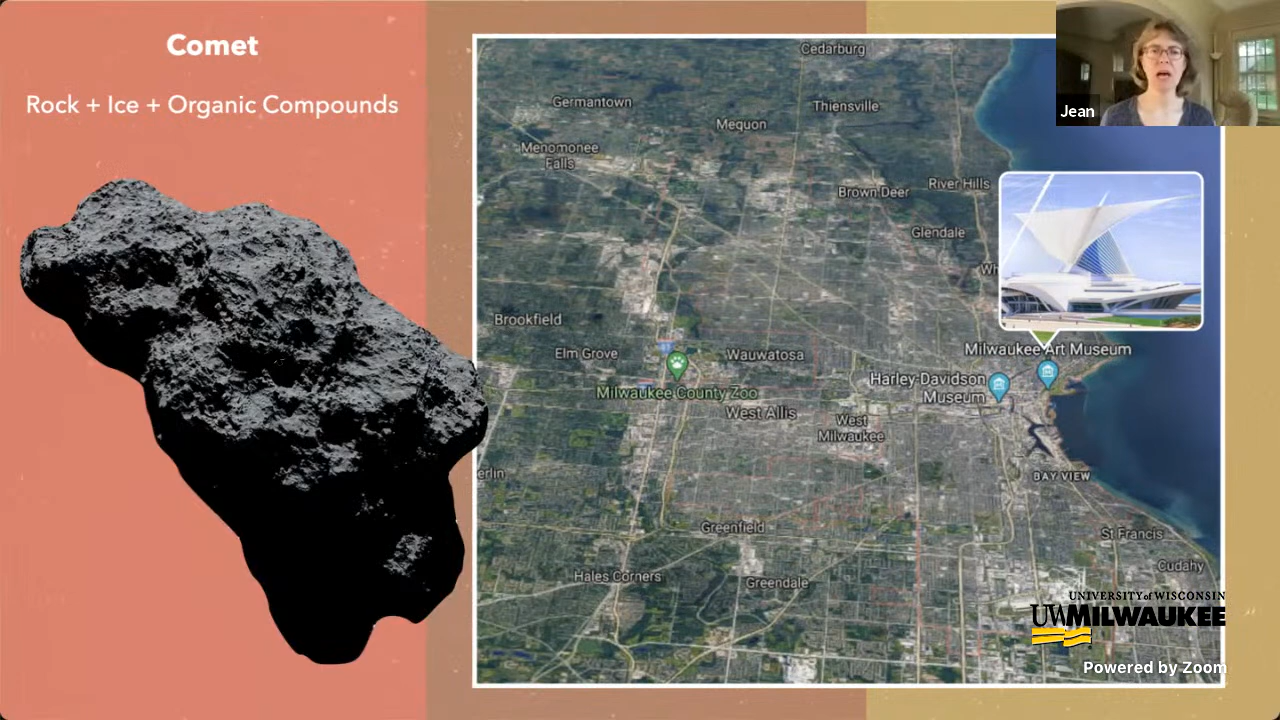 Comet
Rock + Ice + Organic Compounds
Jean
Cedarburg
Germantown
Thiensville
Mequon
Menomonee
Falls
River Hills
Brown Deer
Glendale
Wh
Brookfield
Elm Grove
Wauwatosa
Milwaukee Art Museum
Harley-Davidson
Museum
Milwaukee County Zoo
West Allis
West
Milwaukee
erlin
BAY VIEW
Greenfield
St Francis
Cudahy
Hales Corners
Greendale
UNIVERSITY of WISCONSIN
UWMILWAUKEE
Powered by Zoom